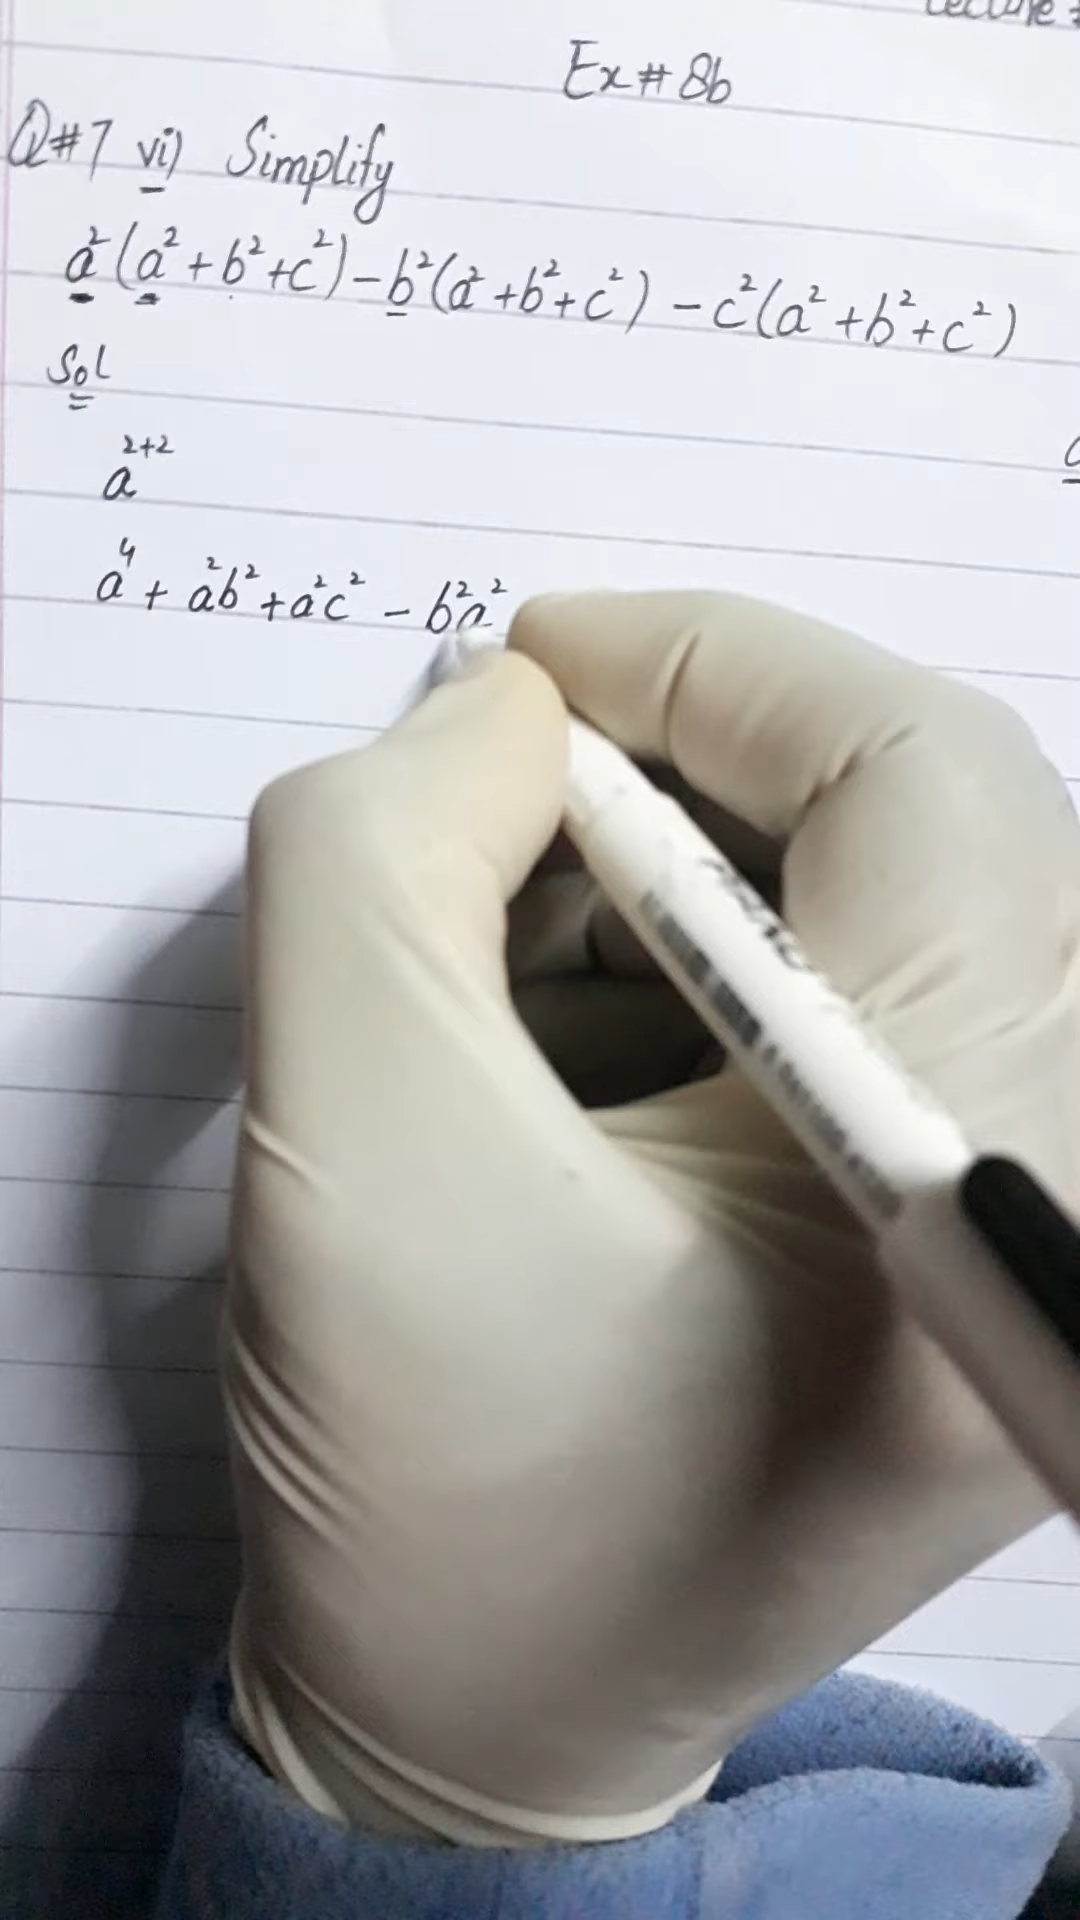 Lecture
Ex # 8b
Q#7 vi) Simplify
a²(a²+b²+c²)-b²(a²+b²+c²)-c²(a²+b²+c²)
Sol
a²⁺²
a⁴+a²b²+a²c²-b²a²